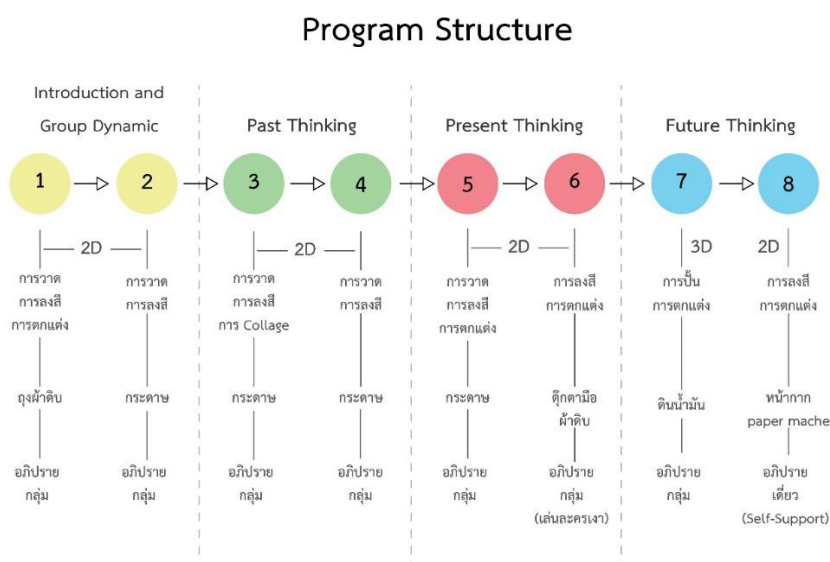 Program Structure
Introduction and
Group Dynamic
Past Thinking
Present Thinking
Future Thinking
1
2
3
4
5
6
7
8
2D
2D
2D
3D
2D
การวาด
การลงสี
การตกแต่ง
การวาด
การลงสี
การวาด
การลงสี
การ Collage
การวาด
การลงสี
การวาด
การลงสี
การตกแต่ง
การลงสี
การตกแต่ง
การปั้น
การตกแต่ง
การลงสี
การตกแต่ง
ถุงผ้าดิบ
กระดาษ
กระดาษ
กระดาษ
กระดาษ
ตุ๊กตามือ
ผ้าดิบ
ดินน้ำมัน
หน้ากาก
paper mache
อภิปราย
กลุ่ม
อภิปราย
กลุ่ม
อภิปราย
กลุ่ม
อภิปราย
กลุ่ม
อภิปราย
กลุ่ม
อภิปราย
กลุ่ม
(เล่นละครเงา)
อภิปราย
กลุ่ม
อภิปราย
เดี่ยว
(Self-Support)